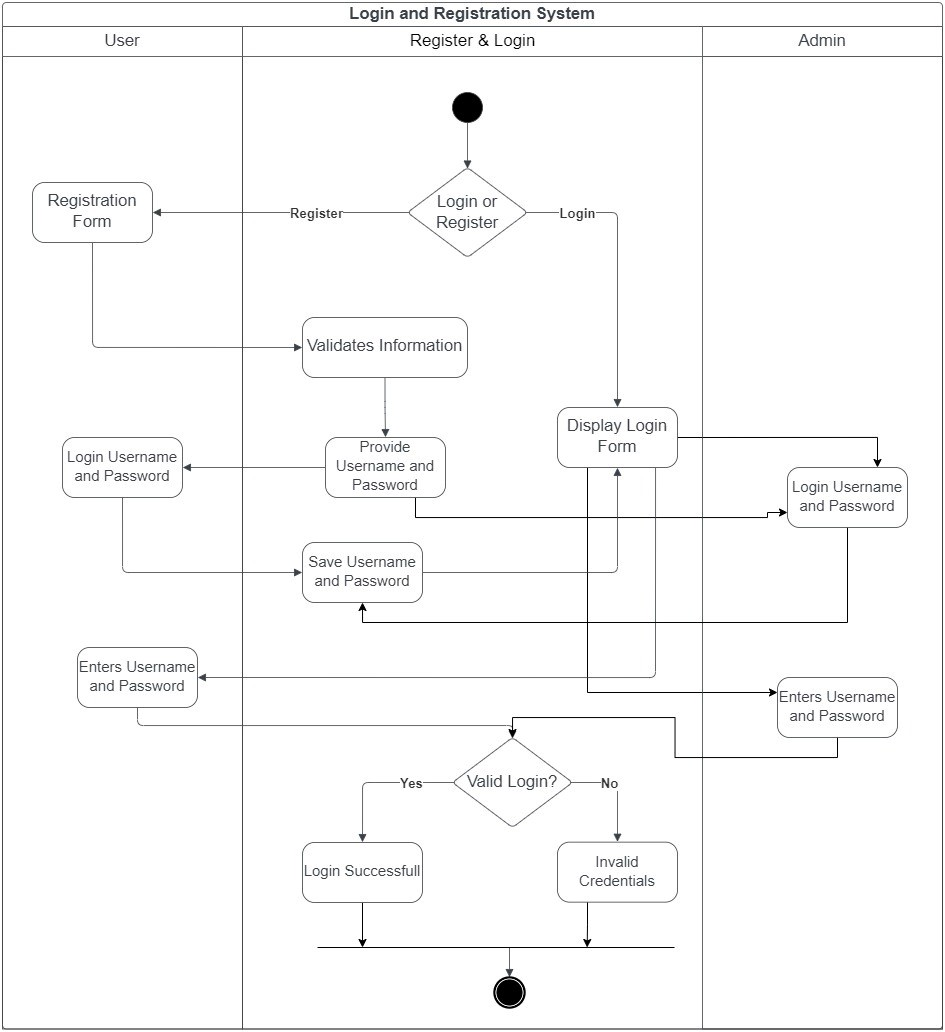 Login and Registration System
User
Register & Login
Admin
Login or
Register
Register
Login
Registration
Form
Validates Information
Display Login
Form
Provide
Username and
Password
Login Username
and Password
Login Username
and Password
Save Username
and Password
Enters Username
and Password
Enters Username
and Password
Valid Login?
Yes
No
Login Successfull
Invalid
Credentials